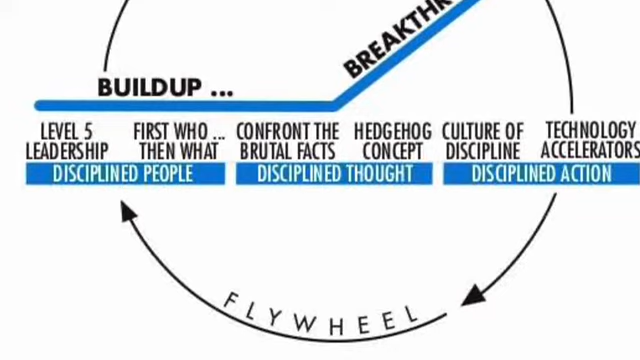 BREAKTHR
BUILDUP ...
LEVEL 5 LEADERSHIP
FIRST WHO ... THEN WHAT
CONFRONT THE BRUTAL FACTS
HEDGEHOG CONCEPT
CULTURE OF DISCIPLINE
TECHNOLOGY ACCELERATORS
DISCIPLINED PEOPLE
DISCIPLINED THOUGHT
DISCIPLINED ACTION
FLYWHEEL